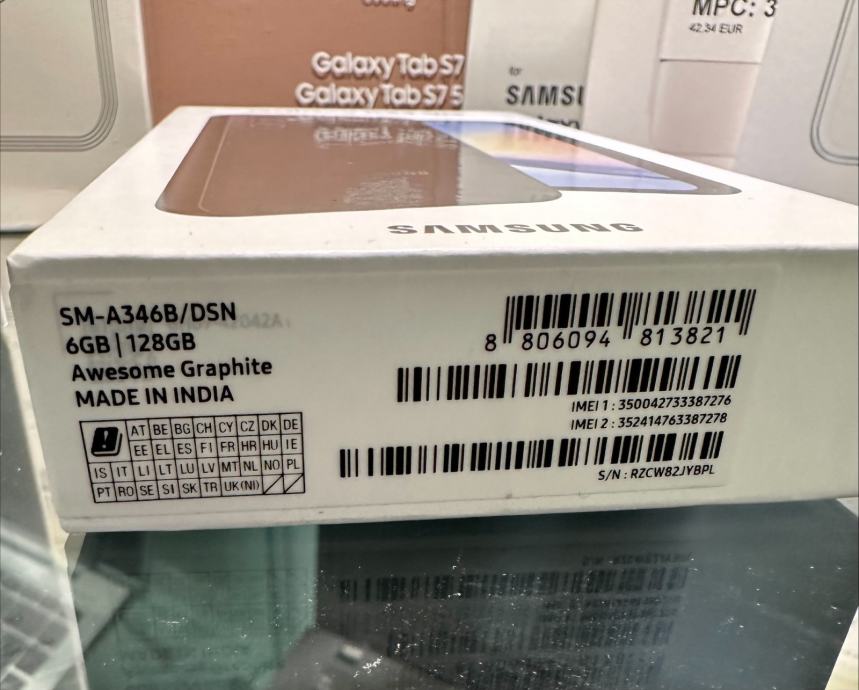 Galaxy Tab S7
Galaxy Tab S7 5
for
SAMSU
MPC: 3
42.34 EUR
SAMSUNG
SM-A346B/DSN
6GB | 128GB
Awesome Graphite
MADE IN INDIA
AT BE BG CH CY CZ DK DE
EE EL ES FI FR HR HU IE
IS IT LI LT LU LV MT NL NO PL
PT RO SE SI SK TR UK(NI)
8 806094 813821
IMEI 1 : 350042733387276
IMEI 2 : 352414763387278
S/N : RZCW82JYBPL